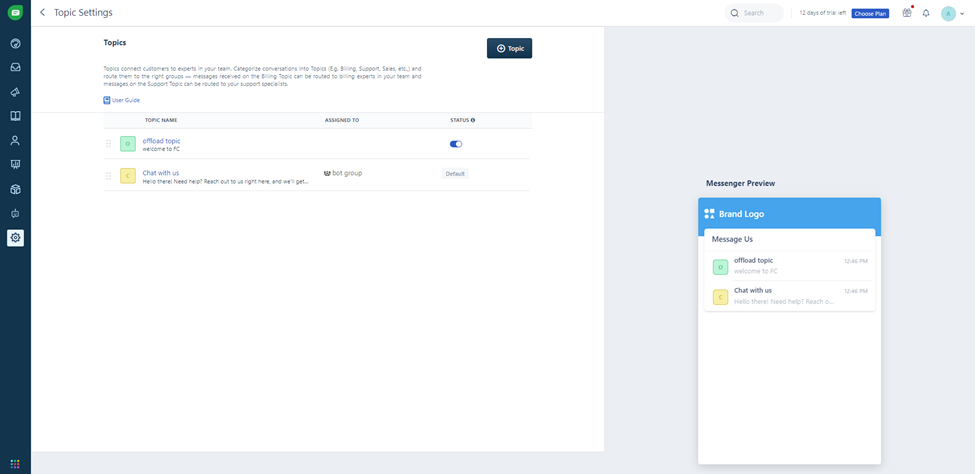 Topic Settings
Search
12 days of trial left
Choose Plan
A
Topics
Topic
Topics connect customers to experts in your team. Categorize conversations into Topics (E.g. Billing, Support, Sales, etc.,) and
route them to the right groups — messages received on the Billing Topic can be routed to billing experts in your team and
messages on the Support Topic can be routed to your support specialists.
User Guide
TOPIC NAME
ASSIGNED TO
STATUS
O
offload topic
welcome to FC
C
Chat with us
Hello there! Need help? Reach out to us right here, and we'll get...
bot group
Default
Messenger Preview
Brand Logo
Message Us
O
offload topic
12:46 PM
welcome to FC
C
Chat with us
12:46 PM
Hello there! Need help? Reach o...